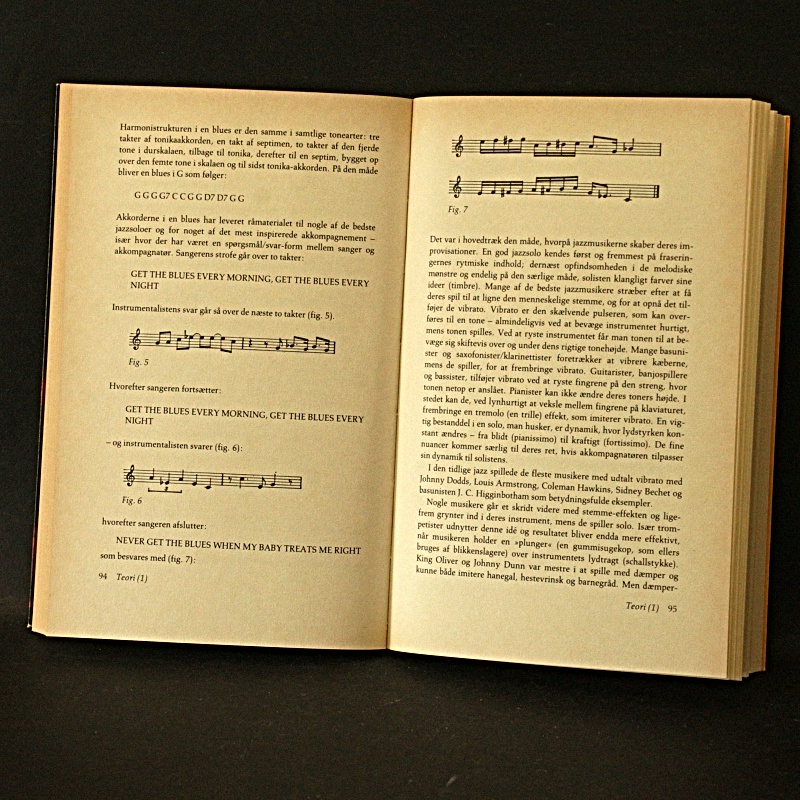 Harmonistrukturen i en blues er den samme i samtlige tonearter: tre
takter af tonikaakkorden, en takt af septimen, to takter af den fjerde
tone i durskalaen, tilbage til tonika, derefter til en septim, bygget op
over den femte tone i skalaen og til sidst tonika-akkorden. På den måde
bliver en blues i G som følger:
G G G G7 C C G G D7 D7 G G
Akkorderne i en blues har leveret råmaterialet til nogle af de bedste
jazzsoloer og for noget af det mest inspirerede akkompagnement –
især hvor der har været en spørgsmål/svar-form mellem sanger og
akkompagnatør. Sangerens strofe går over to takter:
GET THE BLUES EVERY MORNING, GET THE BLUES EVERY
NIGHT
Instrumentalistens svar går så over de næste to takter (fig. 5).
Fig. 5
Hvorefter sangeren fortsætter:
GET THE BLUES EVERY MORNING, GET THE BLUES EVERY
NIGHT
– og instrumentalisten svarer (fig. 6):
3
Fig. 6
hvorefter sangeren afslutter:
NEVER GET THE BLUES WHEN MY BABY TREATS ME RIGHT
som besvares med (fig. 7):
94 Teori (1)
Fig. 7
Det var i hovedtræk den måde, hvorpå jazzmusikerne skaber deres im-
provisationer. En god jazzsolo kendes først og fremmest på fraserin-
gernes rytmiske indhold; dernæst opfindsomheden i de melodiske
mønstre og endelig på den særlige måde, solisten klangligt farver sine
ideer (timbre). Mange af de bedste jazzmusikere stræber efter at få
deres spil til at ligne den menneskelige stemme, og for at opnå det til-
føjer de vibrato. Vibrato er den skælvende pulseren, som kan over-
føres til en tone – almindeligvis ved at bevæge instrumentet hurtigt,
mens tonen spilles. Ved at ryste instrumentet får man tonen til at be-
væge sig skiftevis over og under dens rigtige tonehøjde. Mange basuni-
ster og saxofonister/klarinettister foretrækker at vibrere kæberne,
mens de spiller, for at frembringe vibrato. Guitarister, banjospillere
og bassister, tilføjer vibrato ved at ryste fingrene på den streng, hvor
tonen netop er anslået. Pianister kan ikke ændre deres toners højde. I
stedet kan de, ved lynhurtigt at veksle mellem fingrene på klaviaturet,
frembringe en tremolo (en trille) effekt, som imiterer vibrato. En vig-
tig bestanddel i en solo, man husker, er dynamik, hvor lydstyrken kon-
stant ændres – fra blidt (pianissimo) til kraftigt (fortissimo). De fine
nuancer kommer særlig til deres ret, hvis akkompagnatøren tilpasser
sin dynamik til solistens.
I den tidlige jazz spillede de fleste musikere med udtalt vibrato med
Johnny Dodds, Louis Armstrong, Coleman Hawkins, Sidney Bechet og
basunisten J. C. Higginbotham som betydningsfulde eksempler.
Nogle musikere går et skridt videre med stemme-effekten og lige-
frem grynter ind i deres instrument, mens de spiller solo. Især trom-
petister udnytter denne idé og resultatet bliver endda mere effektivt,
når musikeren holder en »plunger« (en gummisugekop, som ellers
bruges af blikkenslagere) over instrumentets lydtragt (schallstykke).
King Oliver og Johnny Dunn var mestre i at spille med dæmper og
kunne både imitere hanegal, hestevrinsk og barnegråd. Men dæmper-
Teori (1) 95